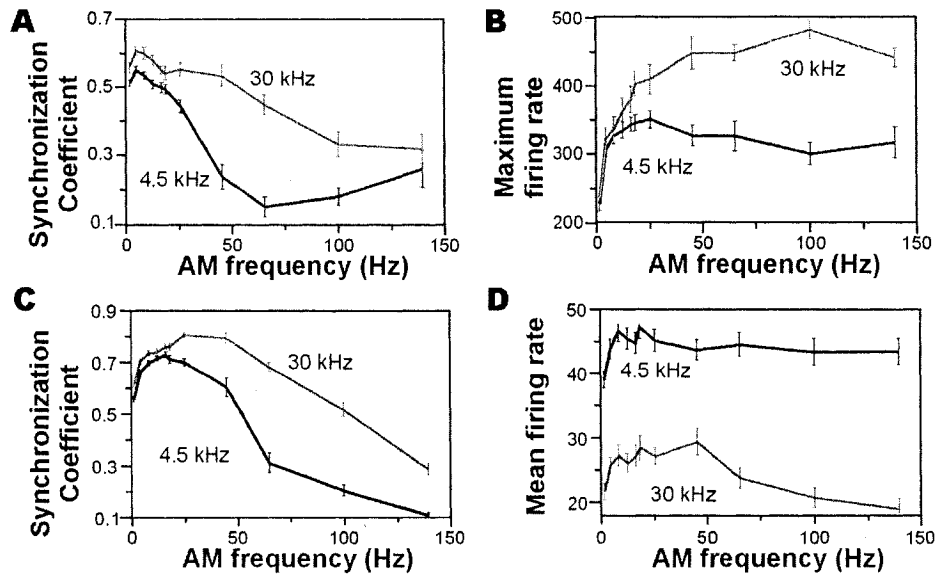 A
Synchronization
Coefficient
0.7
0.5
0.3
0.1
30 kHz
4.5 kHz
0
50
100
150
AM frequency (Hz)
B
Maximum
firing rate
500
400
300
200
30 kHz
4.5 kHz
0
50
100
150
AM frequency (Hz)
C
Synchronization
Coefficient
0.9
0.7
0.5
0.3
0.1
30 kHz
4.5 kHz
0
50
100
150
AM frequency (Hz)
D
Mean firing rate
50
40
30
20
4.5 kHz
30 kHz
0
50
100
150
AM frequency (Hz)